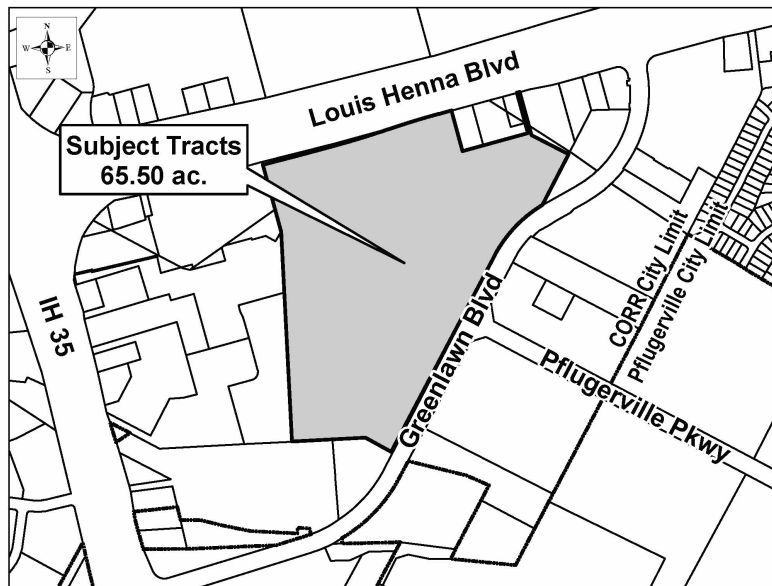 N
W E
S
Louis Henna Blvd
Subject Tracts
65.50 ac.
IH 35
Greenlawn Blvd
CORR City Limit
Pflugerville City Limit
Pflugerville Pkwy